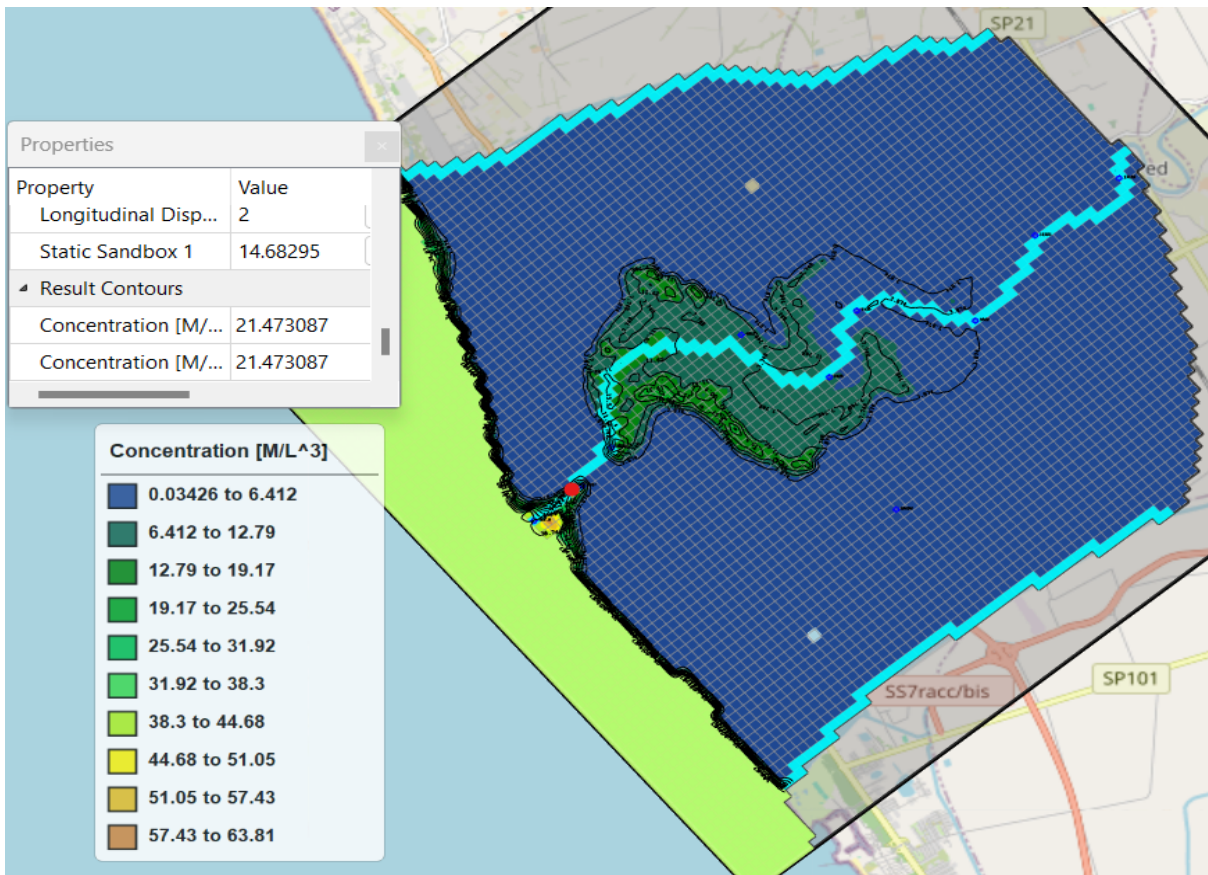 SP21
Properties
Property Value
Longitudinal Disp... 2
Static Sandbox 1 14.68295
Result Contours
Concentration [M/... 21.473087
Concentration [M/... 21.473087
ed
Concentration [M/L^3]
0.03426 to 6.412
6.412 to 12.79
12.79 to 19.17
19.17 to 25.54
25.54 to 31.92
31.92 to 38.3
38.3 to 44.68
44.68 to 51.05
51.05 to 57.43
57.43 to 63.81
SP101
SS7racc/bis